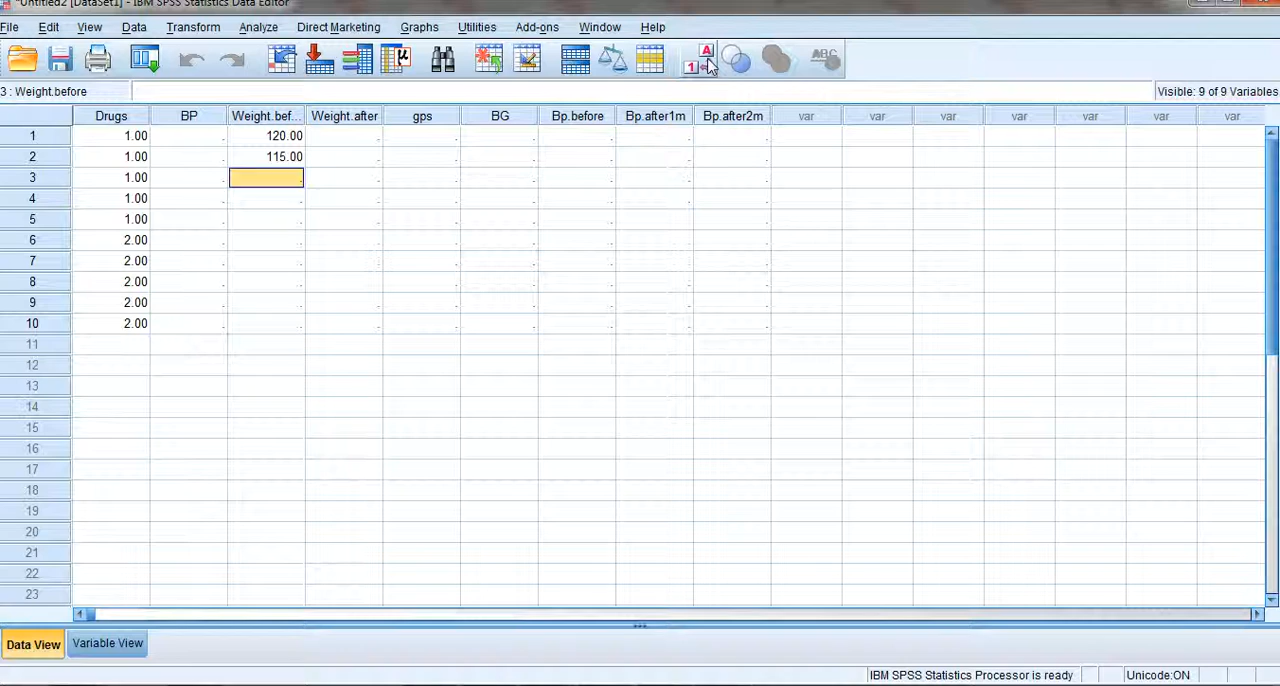 *Untitled2 [DataSet1] - IBM SPSS Statistics Data Editor
File Edit View Data Transform Analyze Direct Marketing Graphs Utilities Add-ons Window Help
3 : Weight.before Visible: 9 of 9 Variables
Drugs BP Weight.bef... Weight.after gps BG Bp.before Bp.after1m Bp.after2m var var var var var var var
1 1.00 . 120.00 . . . . . .
2 1.00 . 115.00 . . . . . .
3 1.00 . . . . . . . .
4 1.00 . . . . . . . .
5 1.00 . . . . . . . .
6 2.00 . . . . . . . .
7 2.00 . . . . . . . .
8 2.00 . . . . . . . .
9 2.00 . . . . . . . .
10 2.00 . . . . . . . .
11
12
13
14
15
16
17
18
19
20
21
22
23
Data View Variable View
IBM SPSS Statistics Processor is ready Unicode:ON